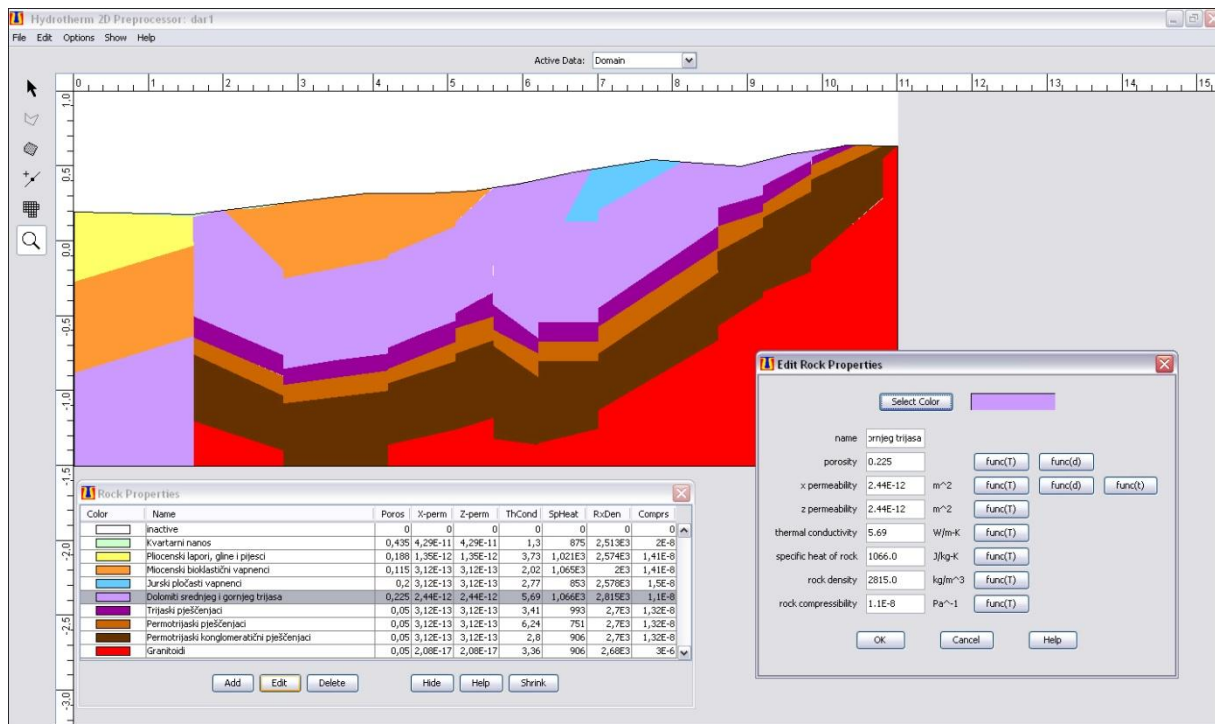 Hydrotherm 2D Preprocessor: dar1
File Edit Options Show Help
Active Data: Domain
0 1 2 3 4 5 6 7 8 9 10 11 12 13 14 15
1.0
0.5
0.0
-0.5
-1.0
-1.5
-2.0
-2.5
-3.0
Rock Properties
Color Name Poros X-perm Z-perm ThCond SpHeat RxDen Comprs
inactive 0 0 0 0 0 0 0
Kvartarni nanos 0,435 4,29E-11 4,29E-11 1,3 875 2,513E3 2E-8
Pliocenski lapori, gline i pijesci 0,188 1,35E-12 1,35E-12 3,73 1,021E3 2,574E3 1,41E-8
Miocenski bioklastični vapnenci 0,115 3,12E-13 3,12E-13 2,02 1,065E3 2E3 1,41E-8
Jurski pločasti vapnenci 0,2 3,12E-13 3,12E-13 2,77 853 2,578E3 1,5E-8
Dolomiti srednjeg i gornjeg trijasa 0,225 2,44E-12 2,44E-12 5,69 1,066E3 2,815E3 1,1E-8
Trijaski pješčenjaci 0,05 3,12E-13 3,12E-13 3,41 993 2,7E3 1,32E-8
Permotrijaski pješčenjaci 0,05 3,12E-13 3,12E-13 6,24 751 2,7E3 1,32E-8
Permotrijaski konglomeratični pješčenjaci 0,05 3,12E-13 3,12E-13 2,8 906 2,7E3 1,32E-8
Granitoidi 0,05 2,08E-17 2,08E-17 3,36 906 2,68E3 3E-6
Add Edit Delete Hide Help Shrink
Edit Rock Properties
Select Color
name ornjeg trijasa
porosity 0.225 func(T) func(d)
x permeability 2.44E-12 m^2 func(T) func(d) func(t)
z permeability 2.44E-12 m^2 func(T)
thermal conductivity 5.69 W/m-K func(T)
specific heat of rock 1066.0 J/kg-K func(T)
rock density 2815.0 kg/m^3 func(T)
rock compressibility 1.1E-8 Pa^-1 func(T)
OK Cancel Help